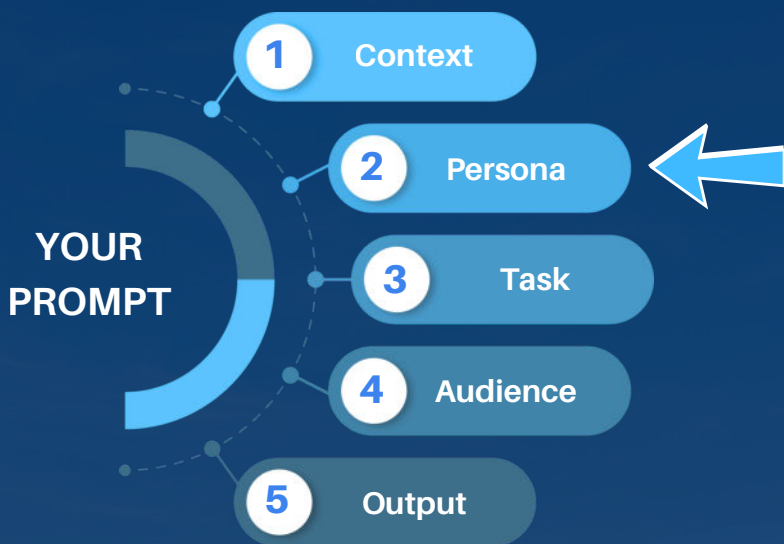 YOUR
PROMPT
1 Context
2 Persona
3 Task
4 Audience
5 Output